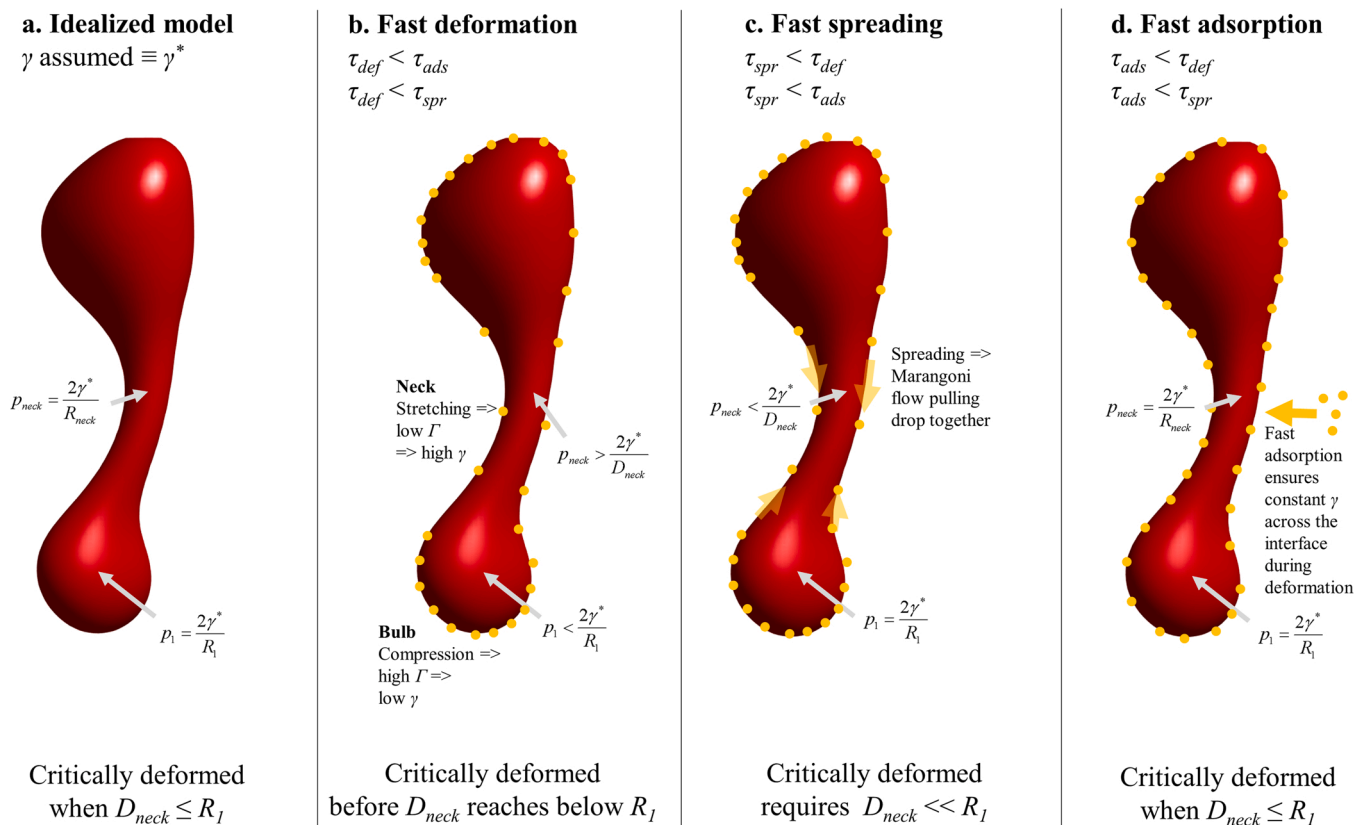 a. Idealized model
γ assumed ≡ γ*
p_neck = 2γ* / R_neck
p_1 = 2γ* / R_1
Critically deformed
when D_neck ≤ R_1
b. Fast deformation
τ_def < τ_ads
τ_def < τ_spr
Neck
Stretching =>
low Γ
=> high γ
p_neck > 2γ* / D_neck
p_1 < 2γ* / R_1
Bulb
Compression =>
high Γ =>
low γ
Critically deformed
before D_neck reaches below R_1
c. Fast spreading
τ_spr < τ_def
τ_spr < τ_ads
Spreading =>
Marangoni
flow pulling
drop together
p_neck < 2γ* / D_neck
p_1 = 2γ* / R_1
Critically deformed
requires D_neck << R_1
d. Fast adsorption
τ_ads < τ_def
τ_ads < τ_spr
p_neck = 2γ* / R_neck
Fast
adsorption
ensures
constant γ
across the
interface
during
deformation
p_1 = 2γ* / R_1
Critically deformed
when D_neck ≤ R_1